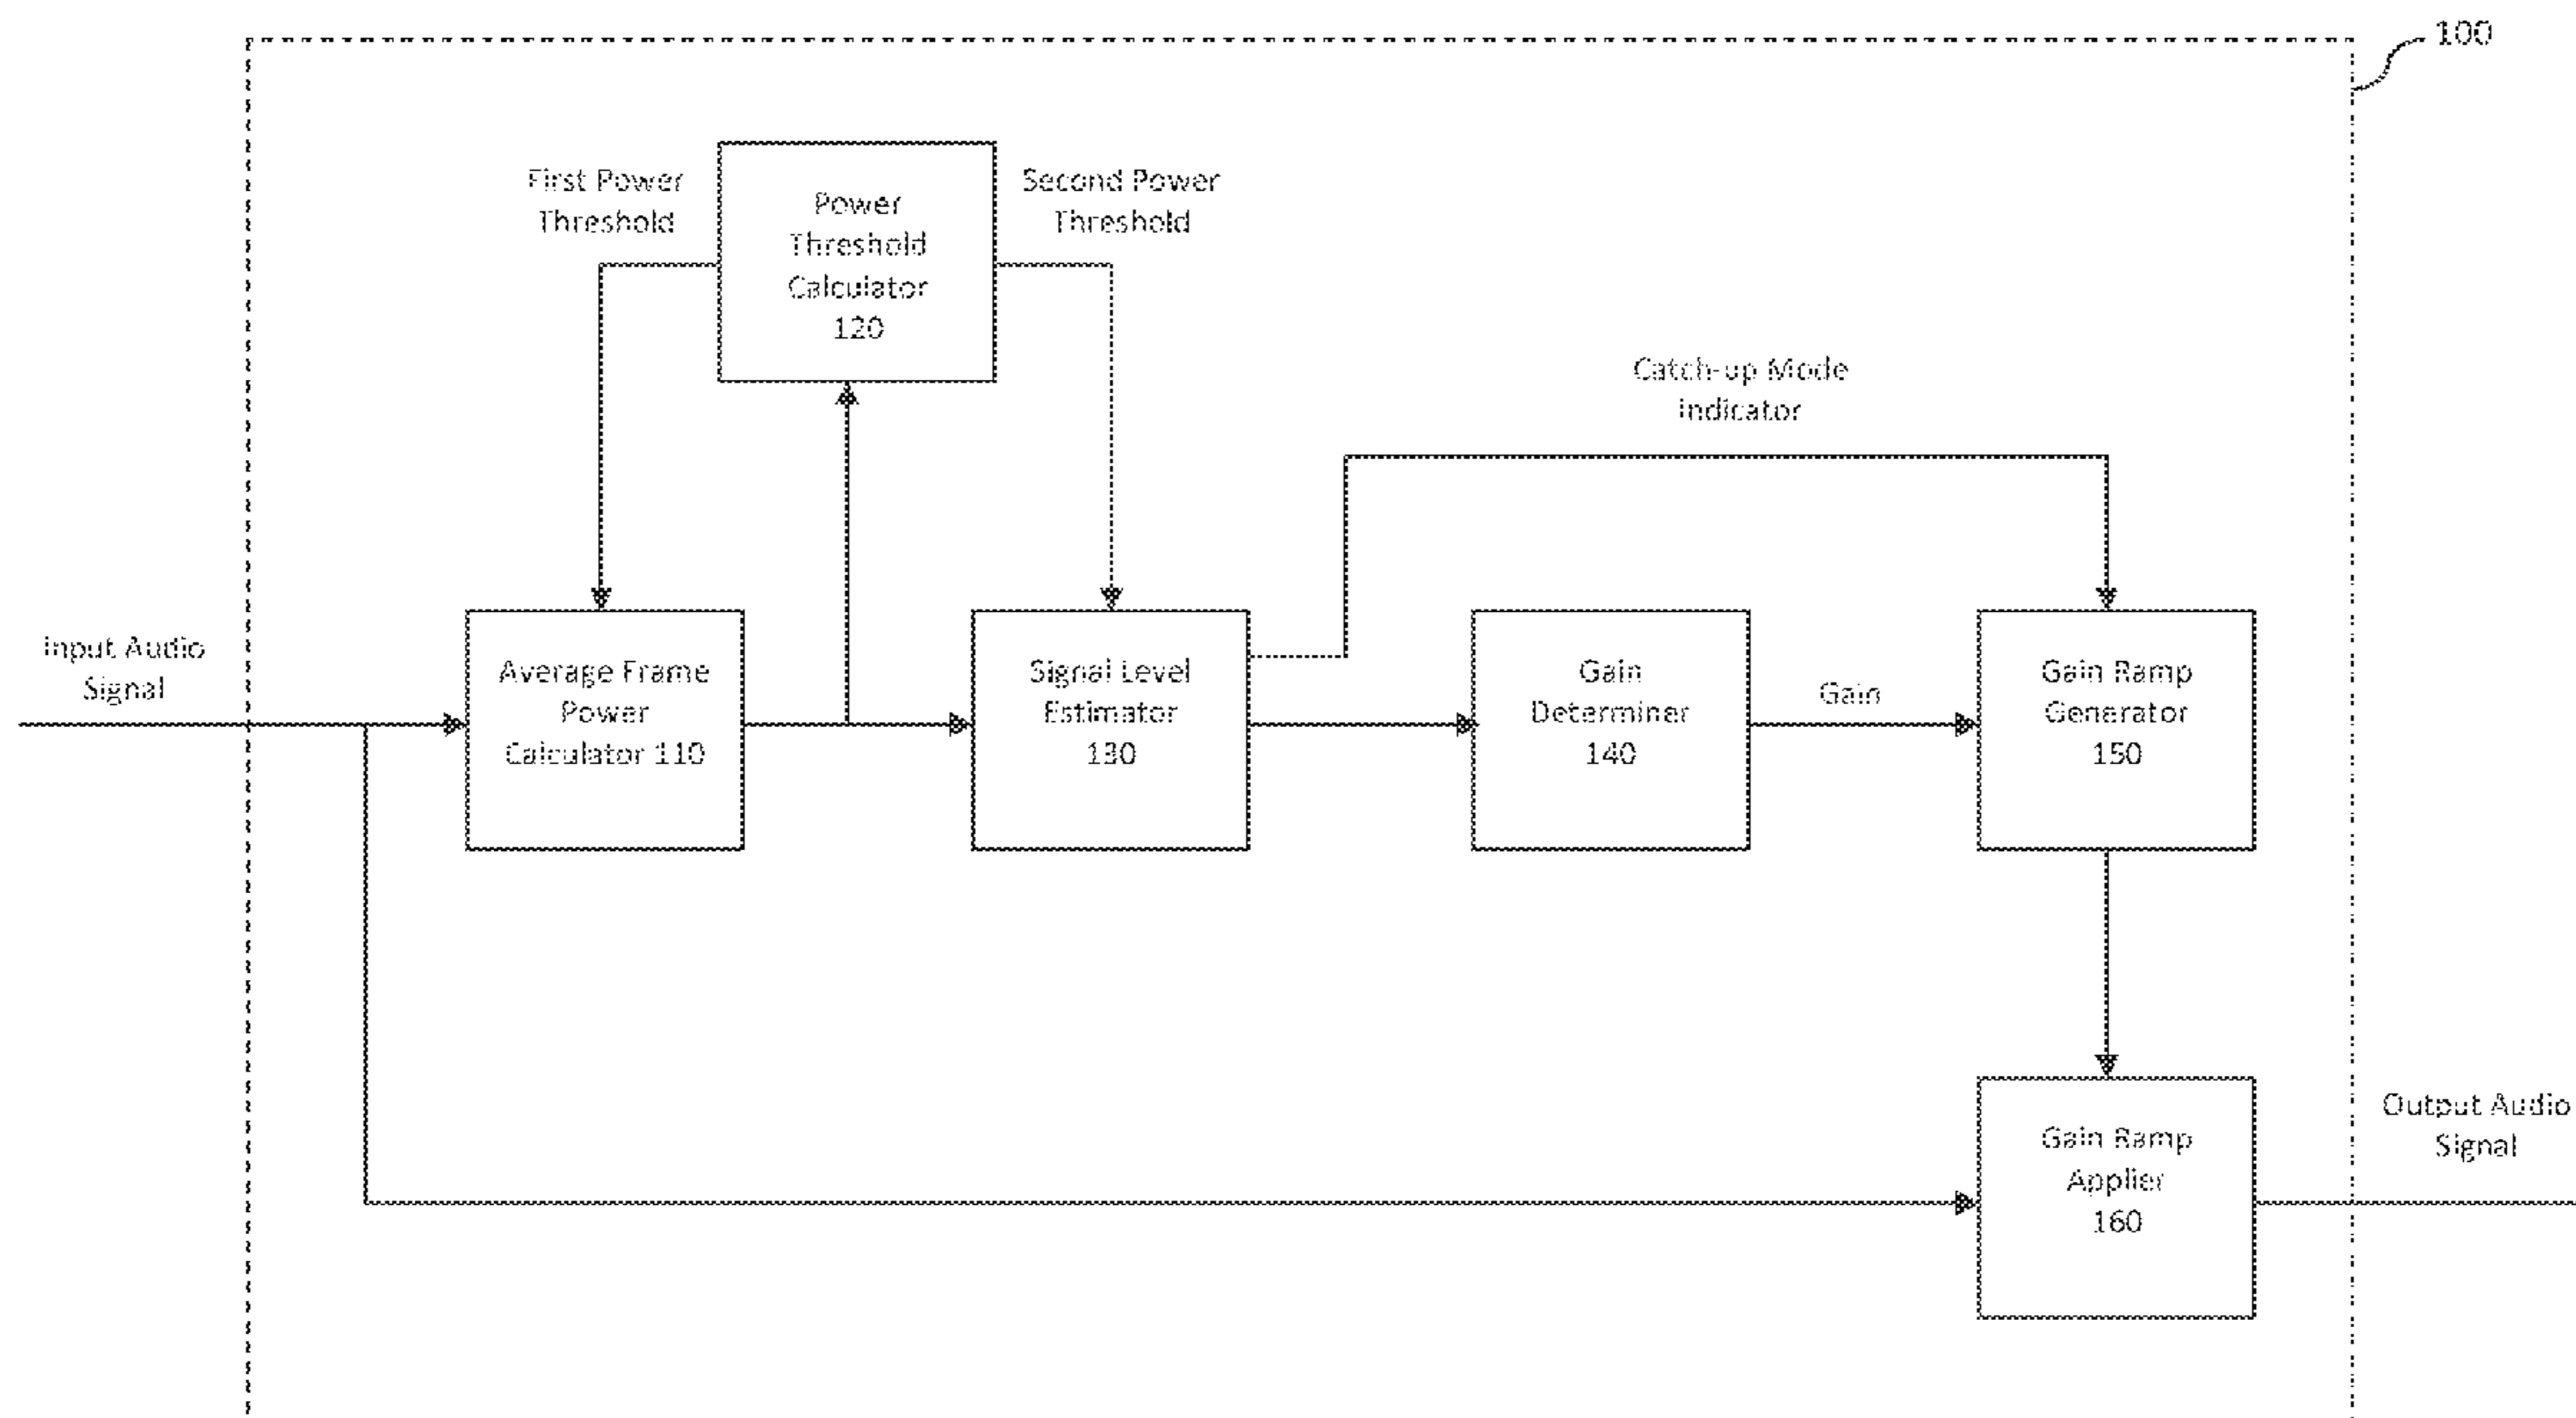 100
First Power
Threshold
Power
Threshold
Calculator
120
Second Power
Threshold
Catch-up Mode
Indicator
Input Audio
Signal
Average Frame
Power
Calculator 110
Signal Level
Estimator
130
Gain
Determiner
140
Gain
Gain Ramp
Generator
150
Gain Ramp
Applier
160
Output Audio
Signal